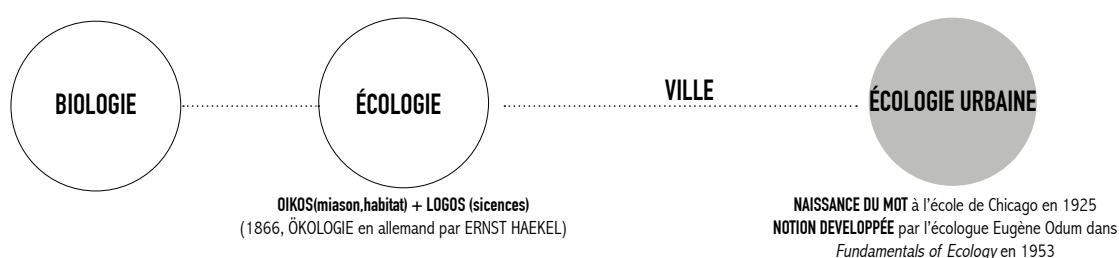 BIOLOGIE
ÉCOLOGIE
VILLE
ÉCOLOGIE URBAINE
OIKOS(miason,habitat) + LOGOS (sicences)
(1866, ÖKOLOGIE en allemand par ERNST HAEKEL)
NAISSANCE DU MOT à l'école de Chicago en 1925
NOTION DEVELOPPÉE par l'écologue Eugène Odum dans
Fundamentals of Ecology en 1953